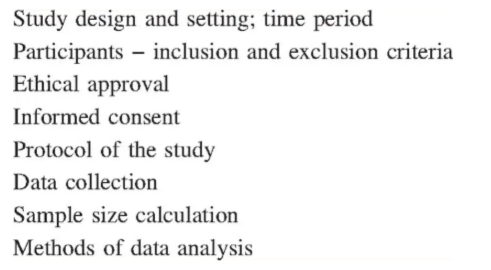 Study design and setting; time period
Participants – inclusion and exclusion criteria
Ethical approval
Informed consent
Protocol of the study
Data collection
Sample size calculation
Methods of data analysis